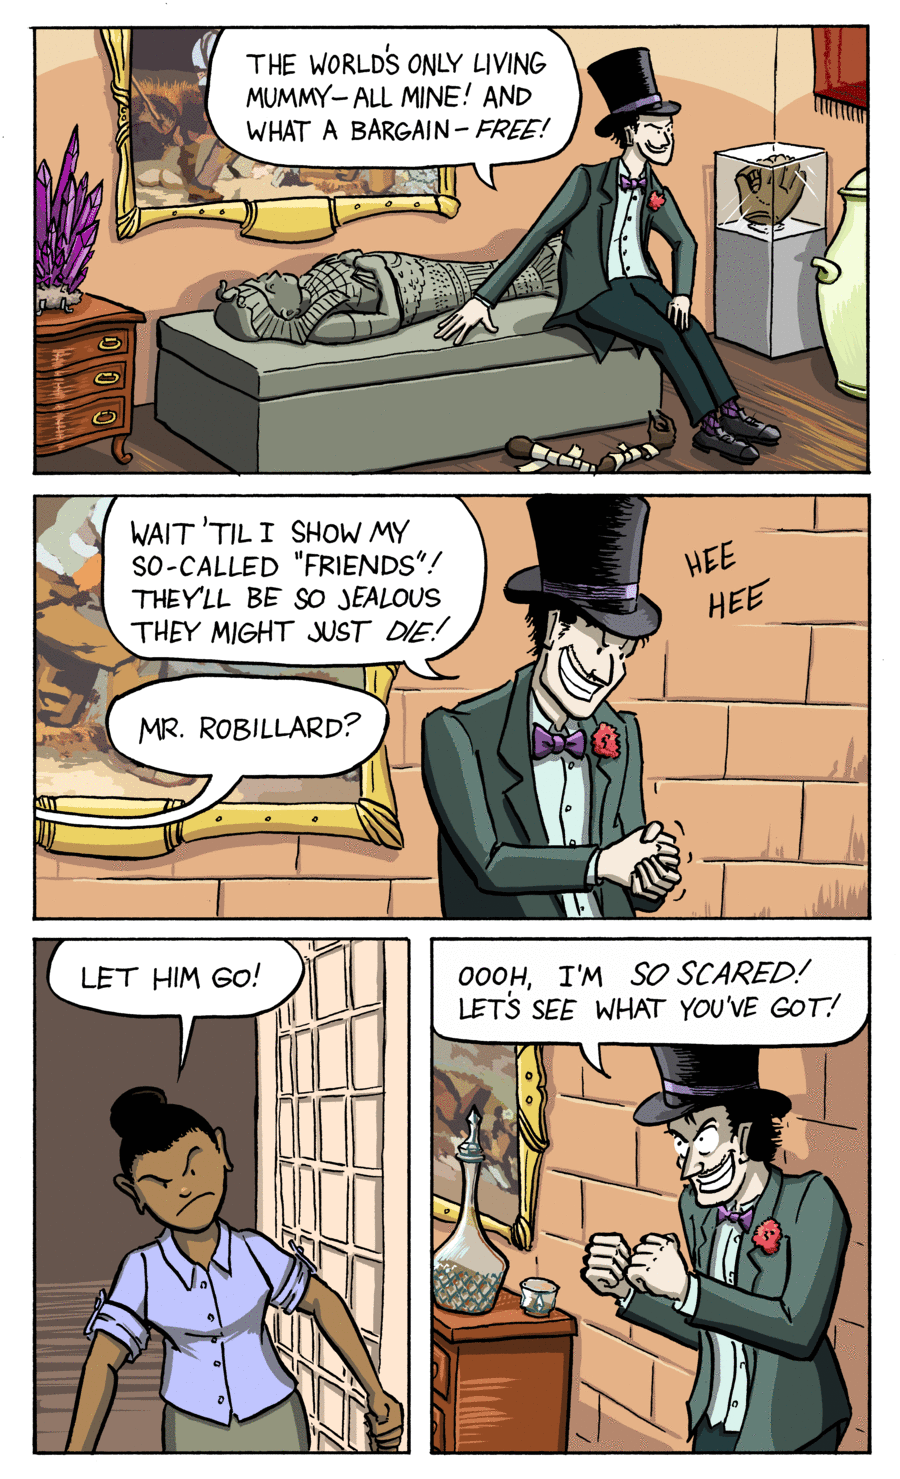 THE WORLD'S ONLY LIVING
MUMMY—ALL MINE! AND
WHAT A BARGAIN—FREE!
WAIT 'TIL I SHOW MY
SO-CALLED "FRIENDS"!
THEY'LL BE SO JEALOUS
THEY MIGHT JUST DIE!
HEE
HEE
MR. ROBILLARD?
LET HIM GO!
OOOH, I'M SO SCARED!
LET'S SEE WHAT YOU'VE GOT!